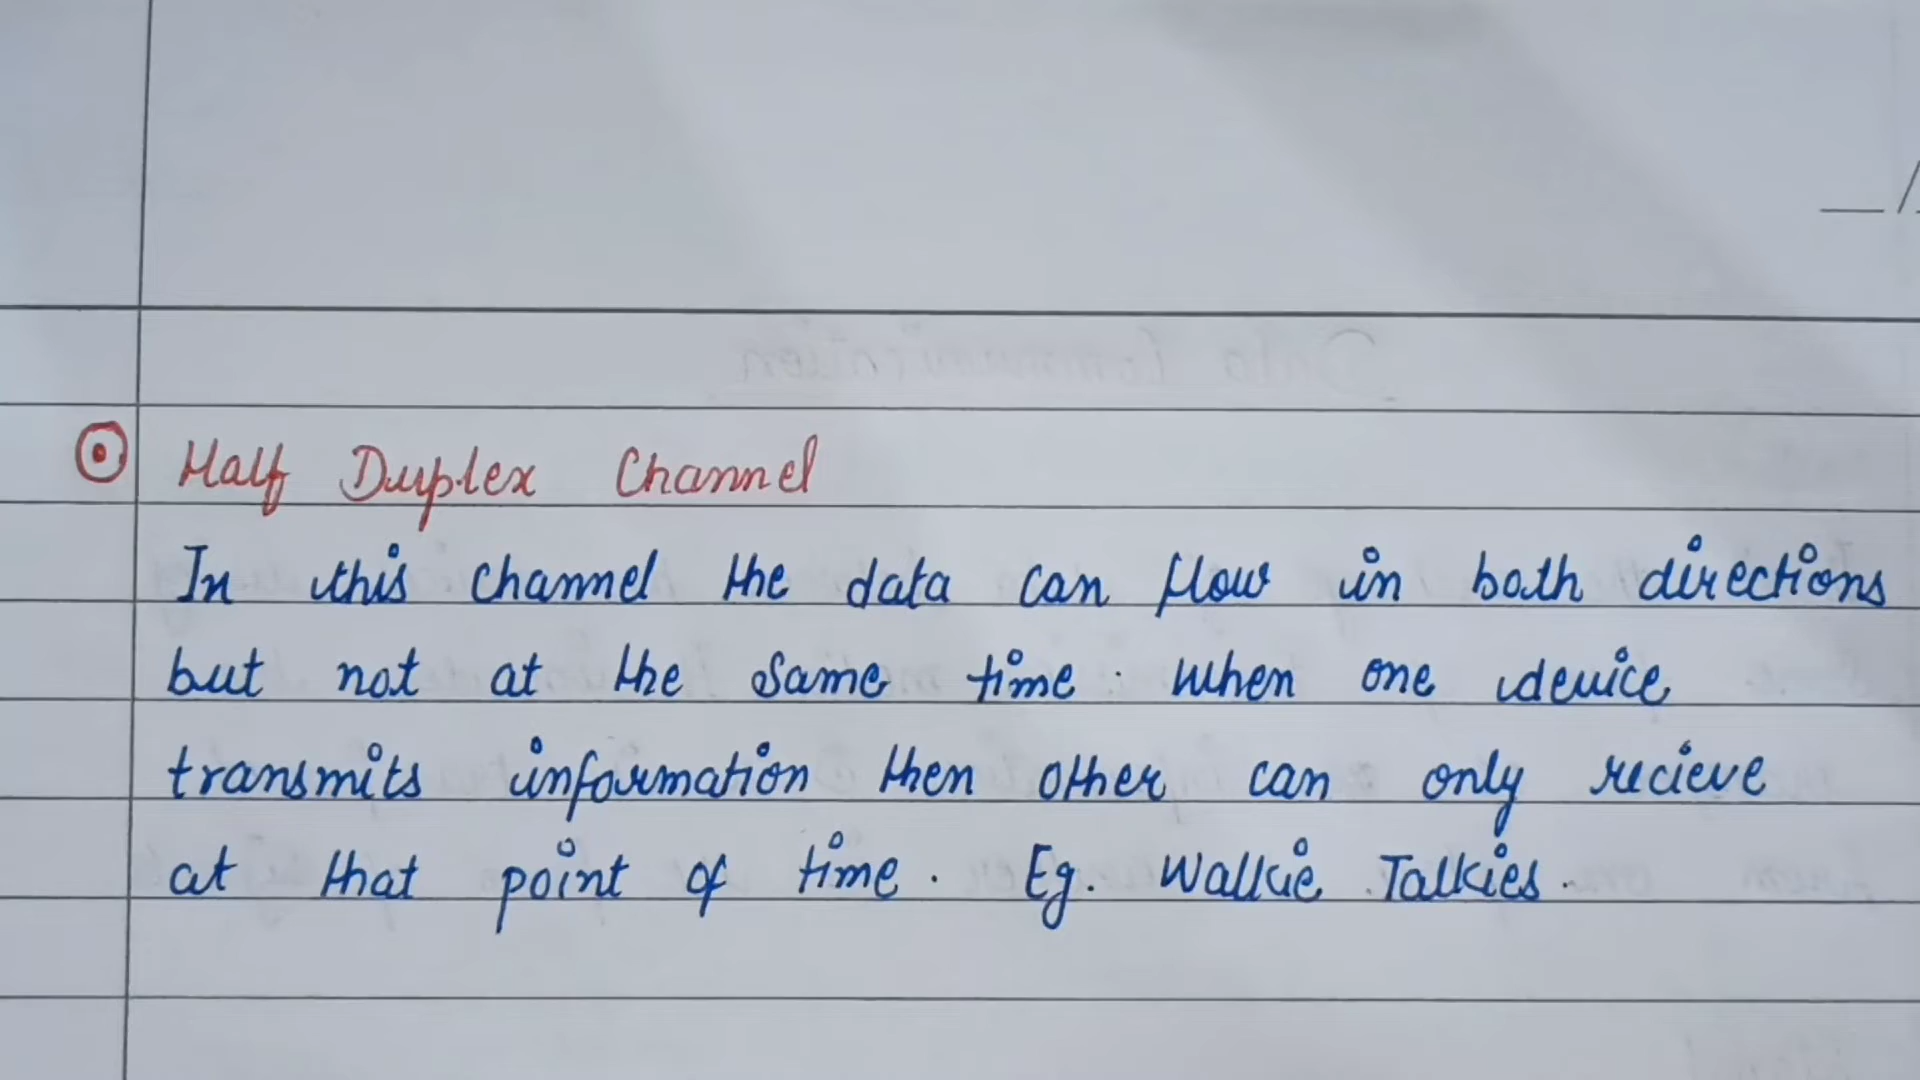 Half Duplex Channel
In this channel the data can flow in both directions
but not at the same time. When one device
transmits information then other can only recieve
at that point of time. Eg. Walkie Talkies.